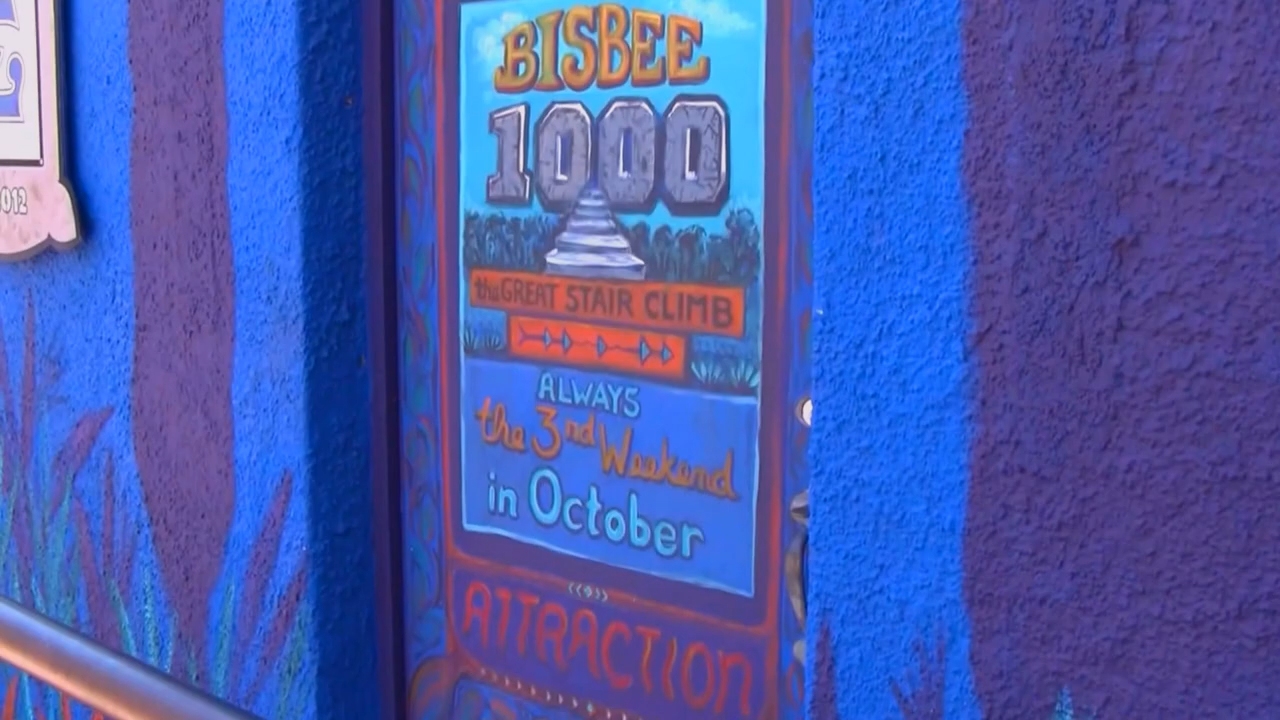 BISBEE
1000
the GREAT STAIR CLIMB
ALWAYS
the 3rd Weekend
in October
ATTRACTION